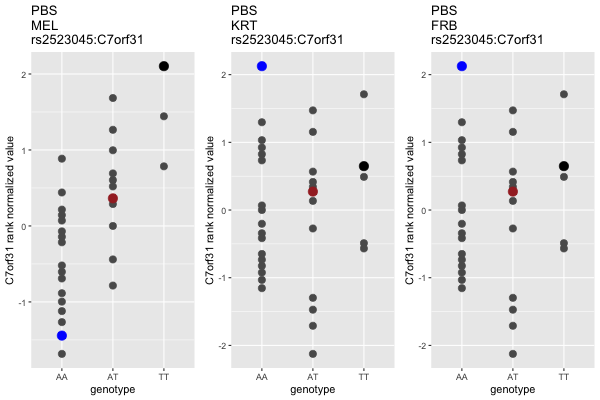 PBS
MEL
rs2523045:C7orf31
C7orf31 rank normalized value
2
1
0
-1
AA
AT
TT
genotype
PBS
KRT
rs2523045:C7orf31
C7orf31 rank normalized value
2
1
0
-1
-2
AA
AT
TT
genotype
PBS
FRB
rs2523045:C7orf31
C7orf31 rank normalized value
2
1
0
-1
-2
AA
AT
TT
genotype